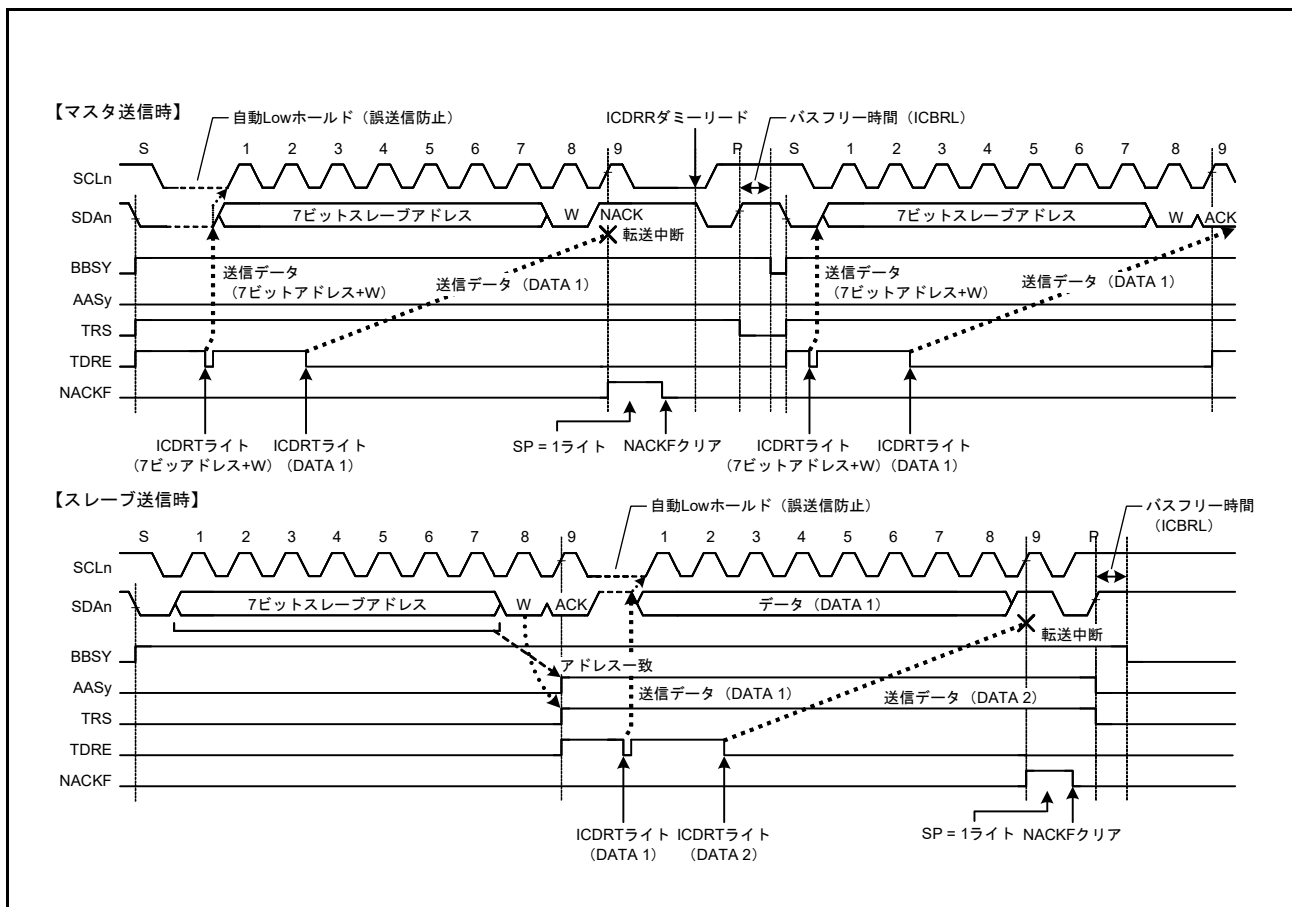 【マスタ送信時】
自動Lowホールド（誤送信防止）
ICDRRダミーリード
バスフリー時間（ICBRL）
S 1 2 3 4 5 6 7 8 9 P S 1 2 3 4 5 6 7 8 9
SCLn
SDAn
7ビットスレーブアドレス W NACK 7ビットスレーブアドレス W ACK
転送中断
BBSY
送信データ
（7ビットアドレス+W）
送信データ（DATA 1）
送信データ
（7ビットアドレス+W）
送信データ（DATA 1）
AASy
TRS
TDRE
NACKF
ICDRTライト
（7ビッアドレス+W）
ICDRTライト
（DATA 1）
SP = 1ライト
NACKFクリア
ICDRTライト
（7ビットアドレス+W）
ICDRTライト
（DATA 1）
【スレーブ送信時】
自動Lowホールド（誤送信防止）
バスフリー時間
（ICBRL）
S 1 2 3 4 5 6 7 8 9 1 2 3 4 5 6 7 8 9 P
SCLn
SDAn
7ビットスレーブアドレス W ACK データ（DATA 1）
転送中断
BBSY
アドレス一致
AASy
送信データ（DATA 1）
送信データ（DATA 2）
TRS
TDRE
NACKF
ICDRTライト
（DATA 1）
ICDRTライト
（DATA 2）
SP = 1ライト
NACKFクリア